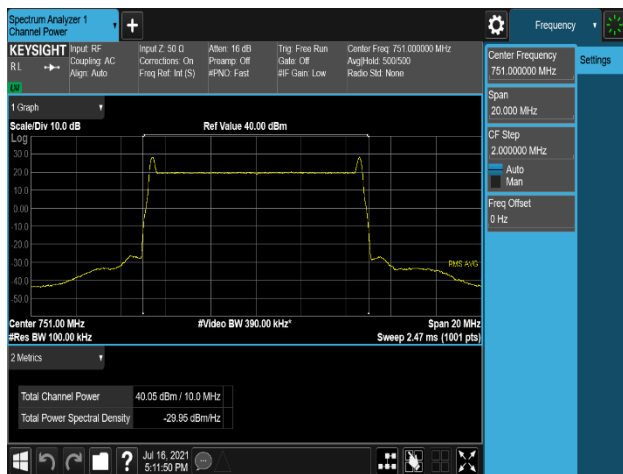 Spectrum Analyzer 1
Channel Power
Frequency
KEYSIGHT
Input: RF
Coupling: AC
Align: Auto
Input Z: 50 Ω
Corrections: On
Freq Ref: Int (S)
Atten: 16 dB
Preamp: Off
#PNO: Fast
Trig: Free Run
Gate: Off
#IF Gain: Low
Center Freq: 751.000000 MHz
Avg|Hold: 500/500
Radio Std: None
RL
LXI
Center Frequency
751.000000 MHz
Settings
Span
20.000 MHz
CF Step
2.000000 MHz
Auto
Man
Freq Offset
0 Hz
1 Graph
Scale/Div 10.0 dB
Ref Value 40.00 dBm
Log
30.0
20.0
10.0
0.00
-10.0
-20.0
-30.0
-40.0
-50.0
RMS AVG
Center 751.00 MHz
#Video BW 390.00 kHz*
Span 20 MHz
#Res BW 100.00 kHz
Sweep 2.47 ms (1001 pts)
2 Metrics
Total Channel Power 40.05 dBm / 10.0 MHz
Total Power Spectral Density -29.95 dBm/Hz
?
Jul 16, 2021
5:11:50 PM